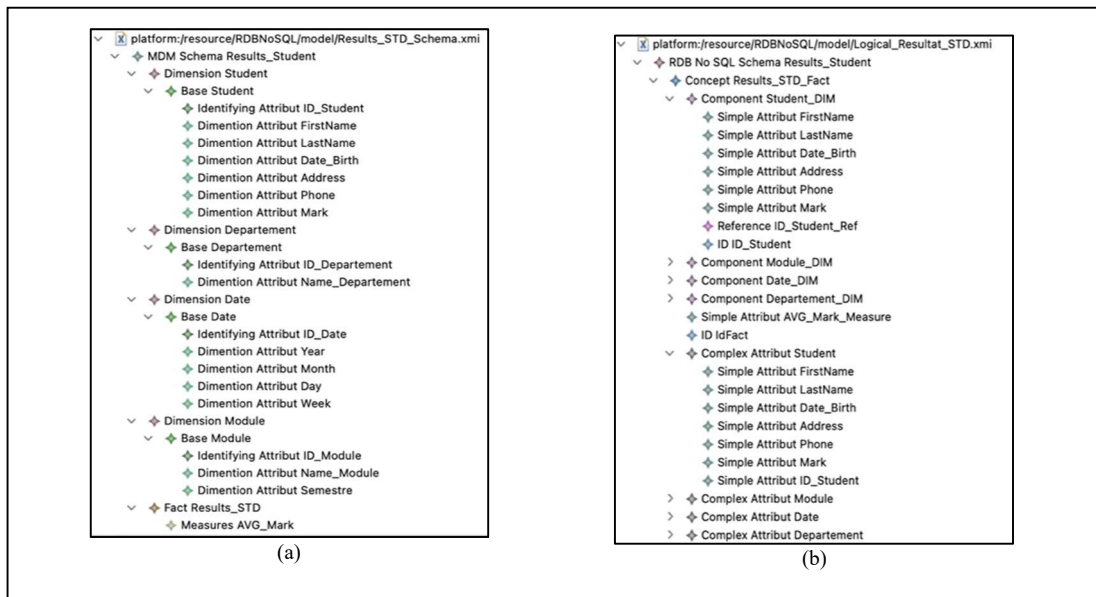 platform:/resource/RDBNoSQL/model/Results_STD_Schema.xmi
MDM Schema Results_Student
Dimension Student
Base Student
Identifying Attribut ID_Student
Dimention Attribut FirstName
Dimention Attribut LastName
Dimention Attribut Date_Birth
Dimention Attribut Address
Dimention Attribut Phone
Dimention Attribut Mark
Dimension Departement
Base Departement
Identifying Attribut ID_Departement
Dimention Attribut Name_Departement
Dimension Date
Base Date
Identifying Attribut ID_Date
Dimention Attribut Year
Dimention Attribut Month
Dimention Attribut Day
Dimention Attribut Week
Dimension Module
Base Module
Identifying Attribut ID_Module
Dimention Attribut Name_Module
Dimention Attribut Semestre
Fact Results_STD
Measures AVG_Mark
(a)
platform:/resource/RDBNoSQL/model/Logical_Resultat_STD.xmi
RDB No SQL Schema Results_Student
Concept Results_STD_Fact
Component Student_DIM
Simple Attribut FirstName
Simple Attribut LastName
Simple Attribut Date_Birth
Simple Attribut Address
Simple Attribut Phone
Simple Attribut Mark
Reference ID_Student_Ref
ID ID_Student
Component Module_DIM
Component Date_DIM
Component Departement_DIM
Simple Attribut AVG_Mark_Measure
ID IdFact
Complex Attribut Student
Simple Attribut FirstName
Simple Attribut LastName
Simple Attribut Date_Birth
Simple Attribut Address
Simple Attribut Phone
Simple Attribut Mark
Simple Attribut ID_Student
Complex Attribut Module
Complex Attribut Date
Complex Attribut Departement
(b)